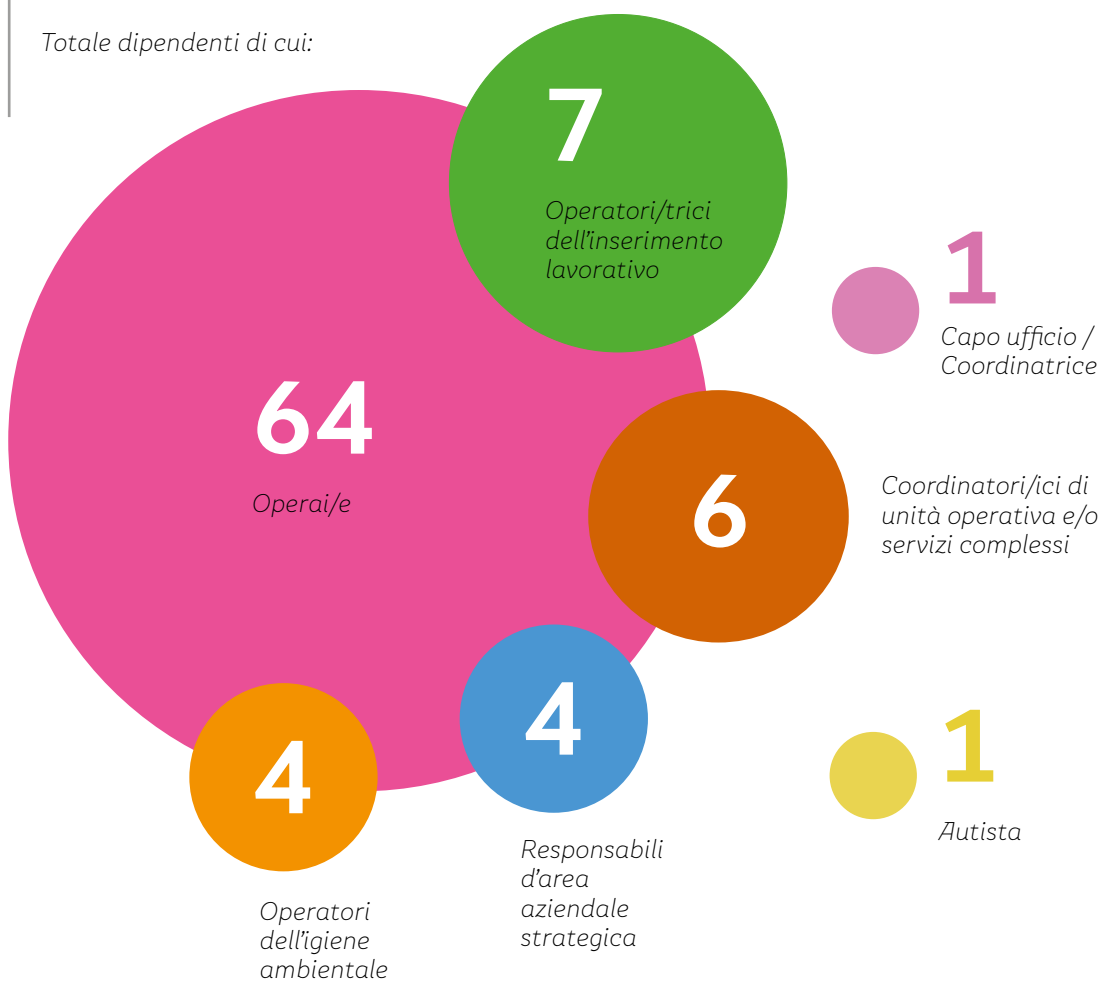 Totale dipendenti di cui:
7
Operatori/trici
dell'inserimento
lavorativo
1
Capo ufficio /
Coordinatrice
64
Operai/e
6
Coordinatori/ici di
unità operativa e/o
servizi complessi
4
Responsabili
d'area
aziendale
strategica
4
Operatori
dell'igiene
ambientale
1
Autista